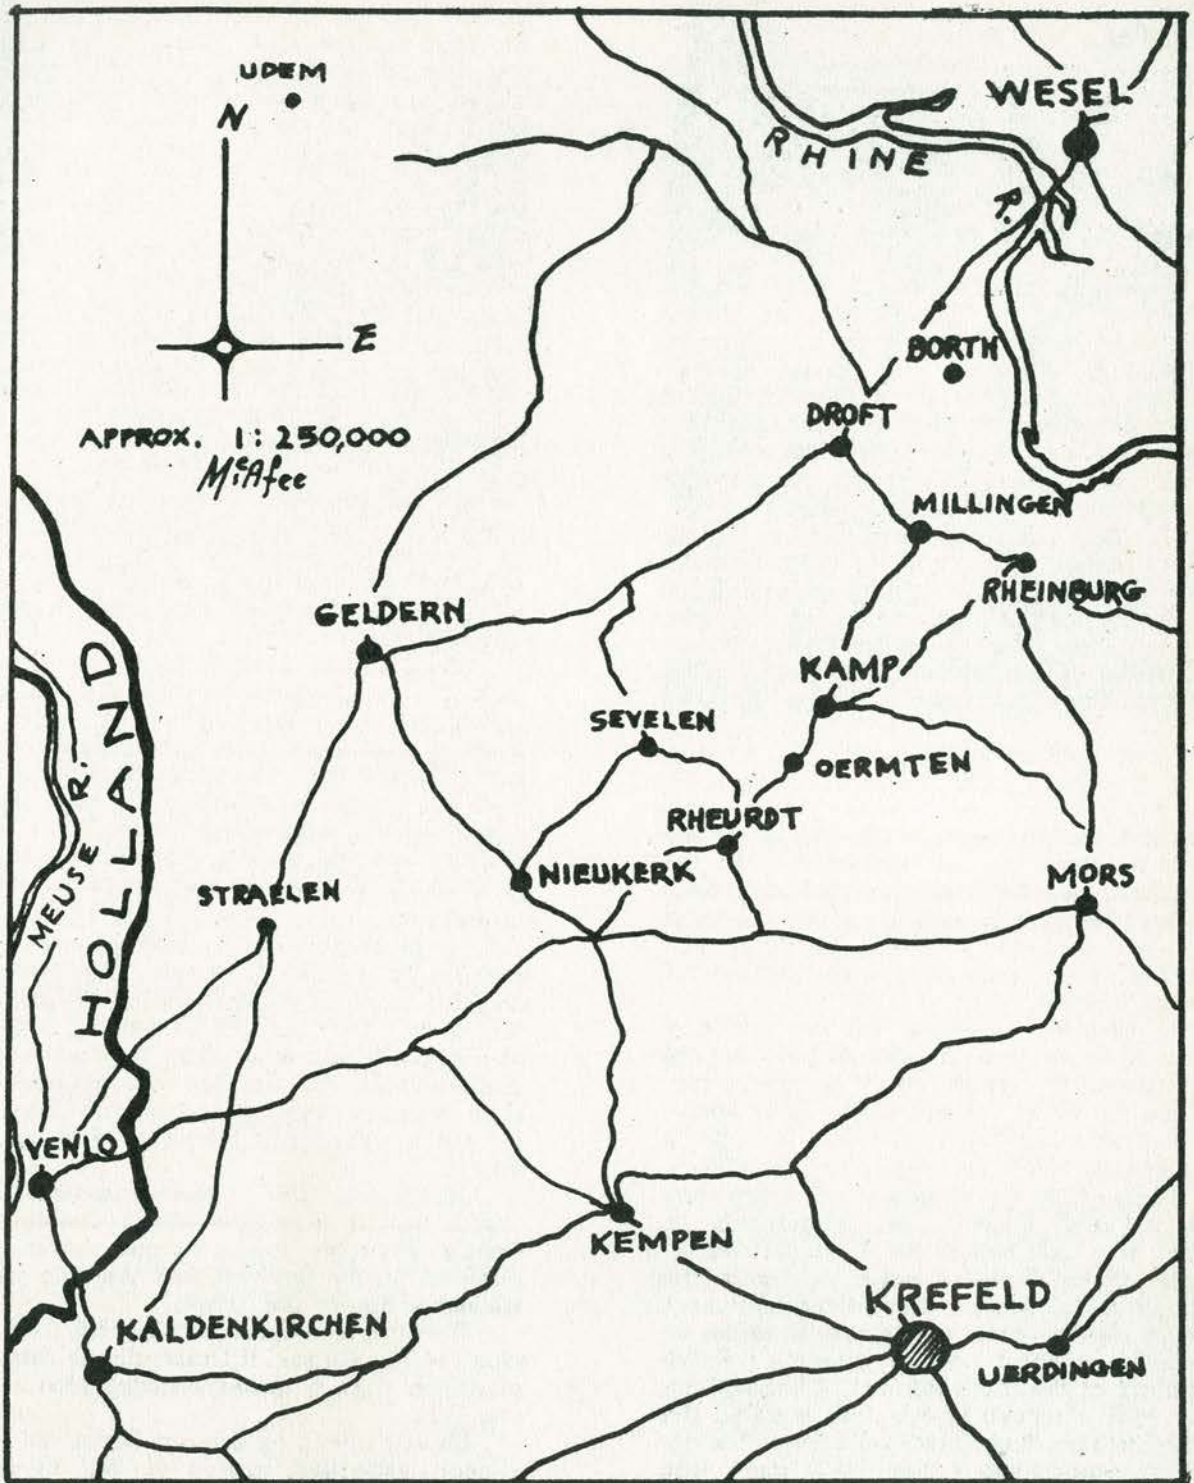 UDEM
N
WESEL
RHINE R.
E
BORTH
APPROX. 1:250,000
McAfee
DROFT
MILLINGEN
RHEINBURG
GELDERN
HOLLAND
KAMP
SEVELEN
OERMTEN
MEUSE R.
RHEURDT
NIEUKERK
STRAELEN
MORS
VENLO
KEMPEN
KREFELD
KALDENKIRCHEN
UERDINGEN